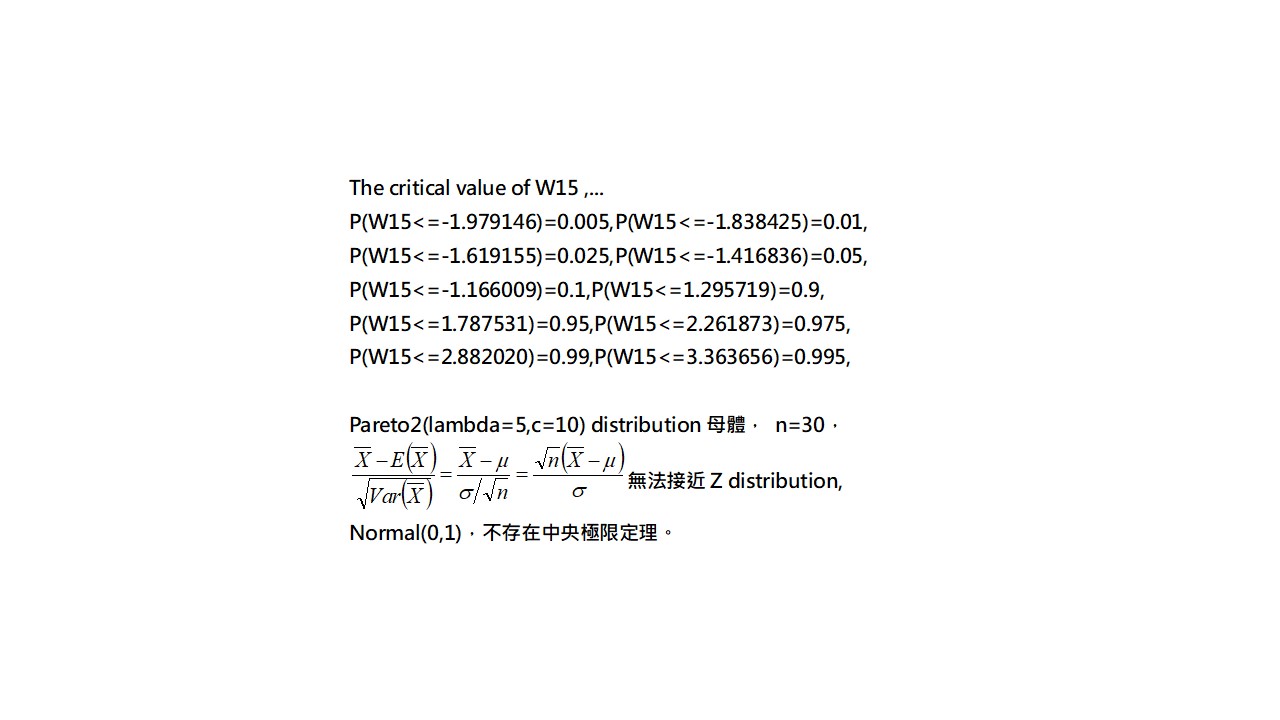 The critical value of W15 ,...
P(W15<=-1.979146)=0.005,P(W15<=-1.838425)=0.01,
P(W15<=-1.619155)=0.025,P(W15<=-1.416836)=0.05,
P(W15<=-1.166009)=0.1,P(W15<=1.295719)=0.9,
P(W15<=1.787531)=0.95,P(W15<=2.261873)=0.975,
P(W15<=2.882020)=0.99,P(W15<=3.363656)=0.995,
Pareto2(lambda=5,c=10) distribution 母體， n=30，
\frac{\overline{X}-E(\overline{X})}{\sqrt{Var(\overline{X})}}=\frac{\overline{X}-μ}{σ/\sqrt{n}}=\frac{\sqrt{n}(\overline{X}-μ)}{σ} 無法接近 Z distribution,
Normal(0,1)，不存在中央極限定理。